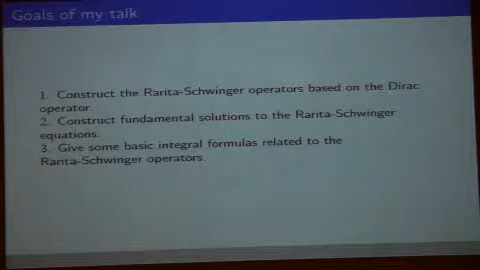 Goals of my talk
1. Construct the Rarita-Schwinger operators based on the Dirac
operator.
2. Construct fundamental solutions to the Rarita-Schwinger
equations.
3. Give some basic integral formulas related to the
Rarita-Schwinger operators.